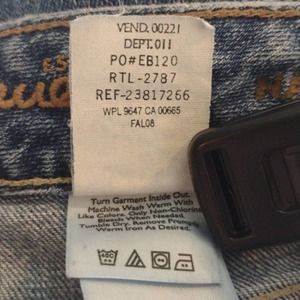 VEND. 00221
DEPT.011
PO#EB120
RTL-2787
REF-23817266
WPL 9647 CA 00665
FAL08
Turn Garment Inside Out.
Machine Wash Warm With
Like Colors. Only Non-Chlorine
Bleach When Needed.
Tumble Dry. Remove Promptly.
Warm Iron As Desired.